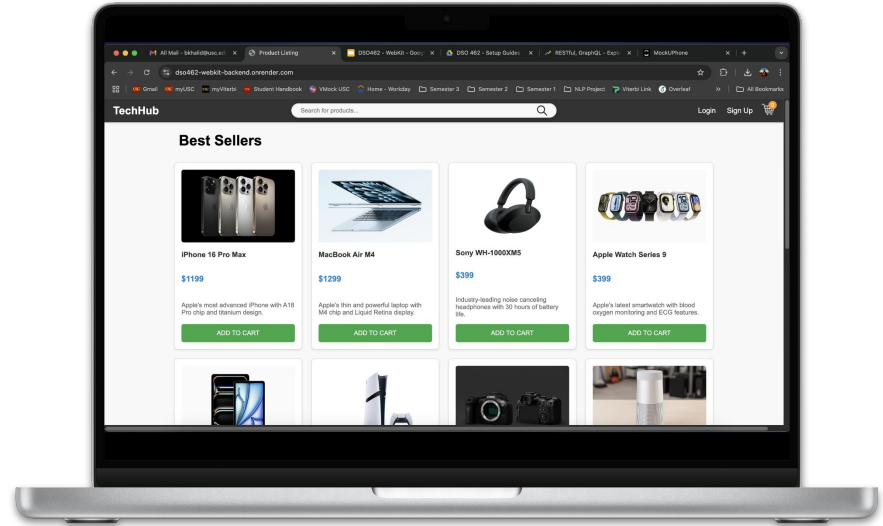 All Mail - bkhalid@usc.ed
Product Listing
DSO462 - WebKit - Goog
DSO 462 - Setup Guides
RESTful, GraphQL - Expl
MockUPhone
dso462-webkit-backend.onrender.com
Gmail
myUSC
myViterbi
Student Handbook
VMock USC
Home - Workday
Semester 3
Semester 2
Semester 1
NLP Project
Viterbi Link
Overleaf
All Bookmarks
TechHub
Search for products...
Login
Sign Up
Best Sellers
iPhone 16 Pro Max
$1199
Apple's most advanced iPhone with A18
Pro chip and titanium design.
ADD TO CART
MacBook Air M4
$1299
Apple's thin and powerful laptop with
M4 chip and Liquid Retina display.
ADD TO CART
Sony WH-1000XM5
$399
Industry-leading noise canceling
headphones with 30 hours of battery
life.
ADD TO CART
Apple Watch Series 9
$399
Apple's latest smartwatch with blood
oxygen monitoring and ECG features.
ADD TO CART